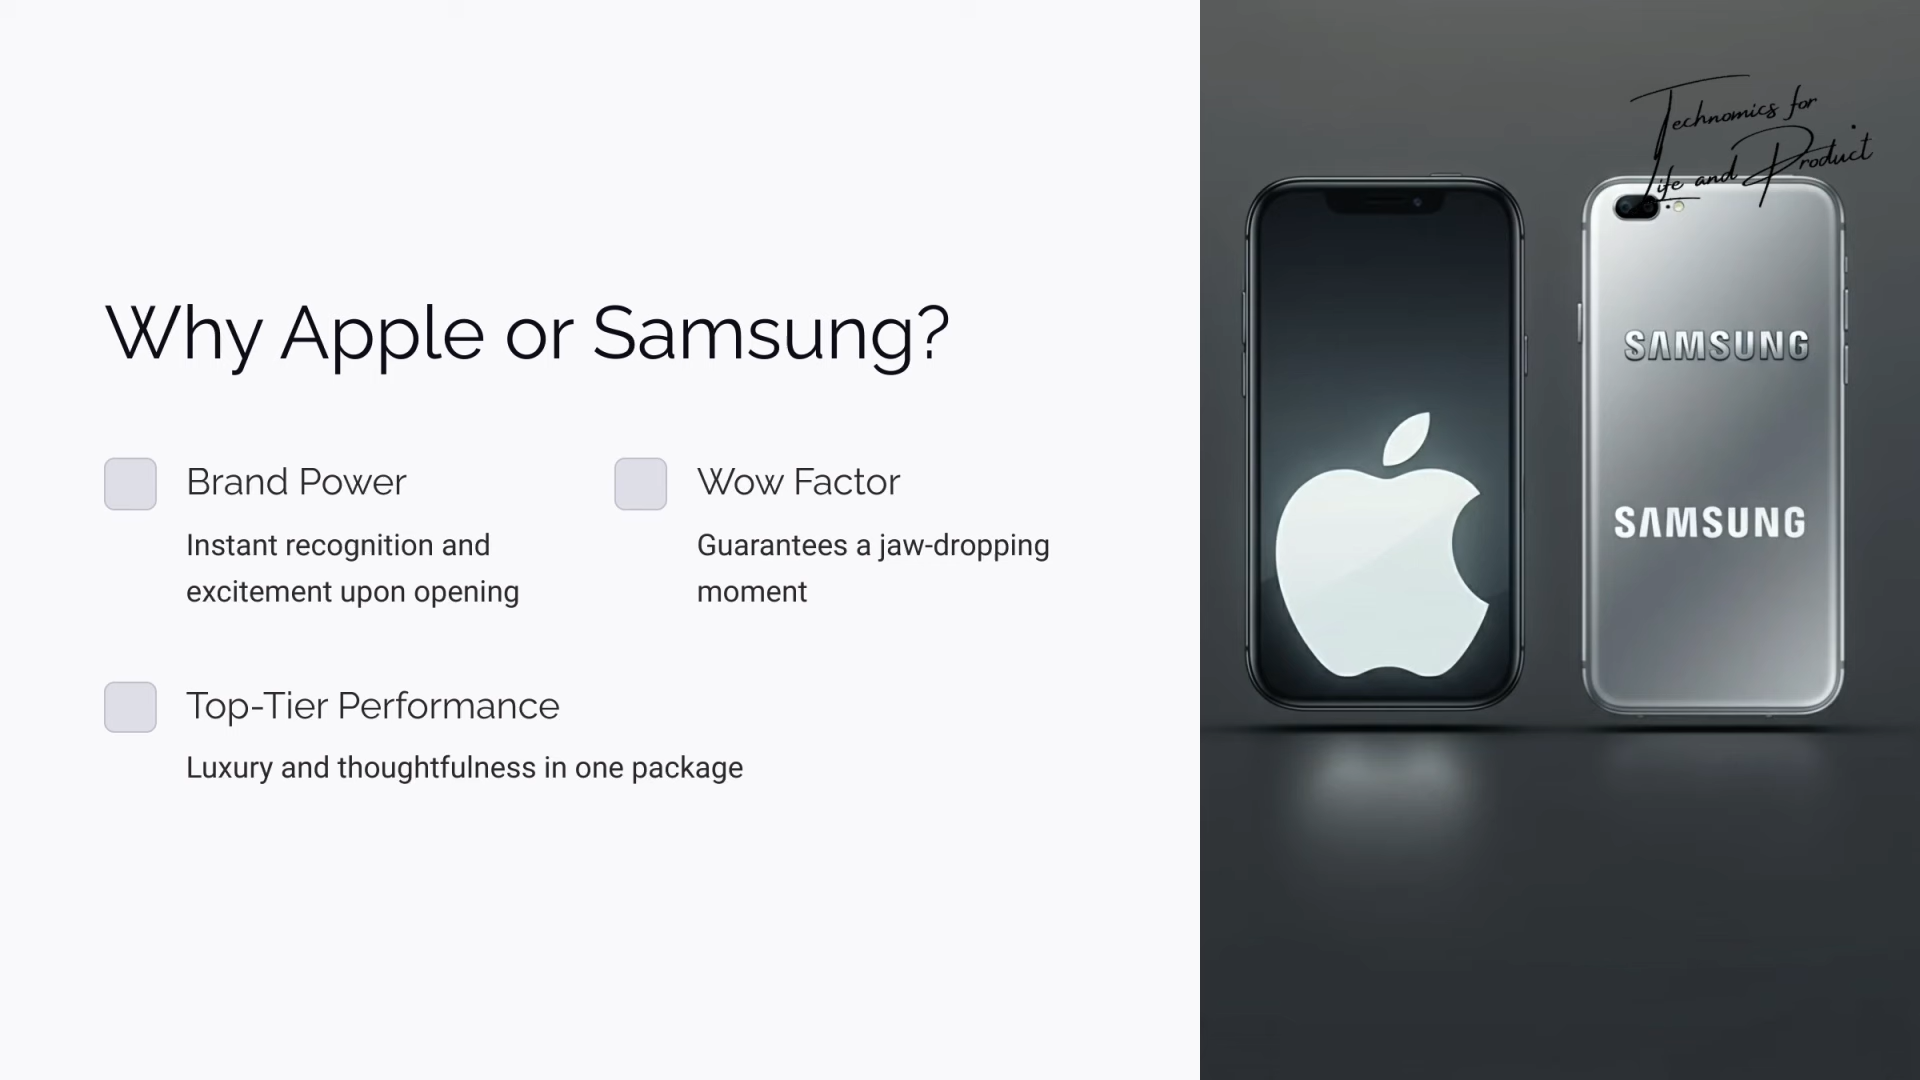 Why Apple or Samsung?
Brand Power
Instant recognition and
excitement upon opening
Wow Factor
Guarantees a jaw-dropping
moment
Top-Tier Performance
Luxury and thoughtfulness in one package
Technomics for
Life and Product
SAMSUNG
SAMSUNG